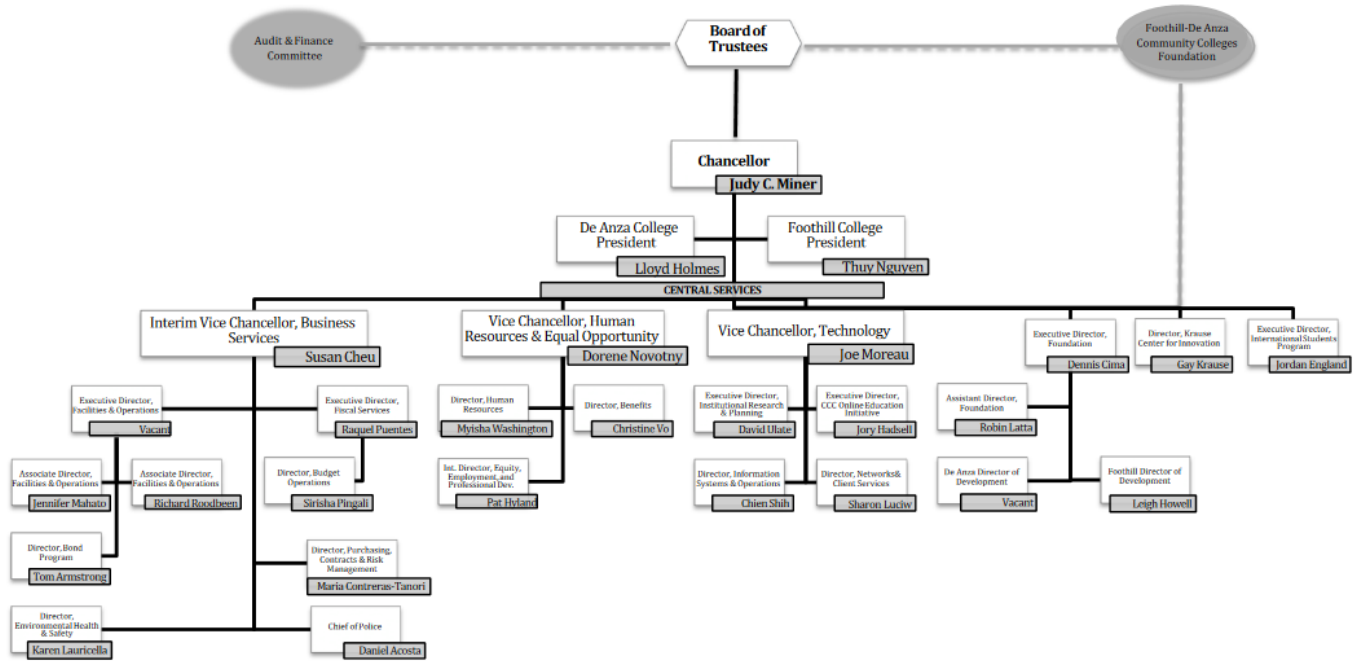 Audit & Finance
Committee
Board of
Trustees
Foothill-De Anza
Community Colleges
Foundation
Chancellor
Judy C. Miner
De Anza College
President
Lloyd Holmes
Foothill College
President
Thuy Nguyen
CENTRAL SERVICES
Interim Vice Chancellor, Business
Services
Susan Cheu
Vice Chancellor, Human
Resources & Equal Opportunity
Dorene Novotny
Vice Chancellor, Technology
Joe Moreau
Executive Director,
Foundation
Dennis Cima
Director, Krause
Center for Innovation
Gay Krause
Executive Director,
International Students
Program
Jordan England
Executive Director,
Facilities & Operations
Vacant
Executive Director,
Fiscal Services
Raquel Puentes
Director, Human
Resources
Myisha Washington
Director, Benefits
Christine Vo
Executive Director,
Institutional Research
& Planning
David Ulate
Executive Director,
CCC Online Education
Initiative
Jory Hadsell
Assistant Director,
Foundation
Robin Latta
Associate Director,
Facilities & Operations
Jennifer Mahato
Associate Director,
Facilities & Operations
Richard Roodbeen
Director, Budget
Operations
Sirisha Pingali
Int. Director, Equity,
Employment, and
Professional Dev.
Pat Hyland
Director, Information
Systems & Operations
Chien Shih
Director, Networks&
Client Services
Sharon Luciw
De Anza Director of
Development
Vacant
Foothill Director of
Development
Leigh Howell
Director, Bond
Program
Tom Armstrong
Director, Purchasing,
Contracts & Risk
Management
Maria Contreras-Tanori
Director,
Environmental Health
& Safety
Karen Lauricella
Chief of Police
Daniel Acosta